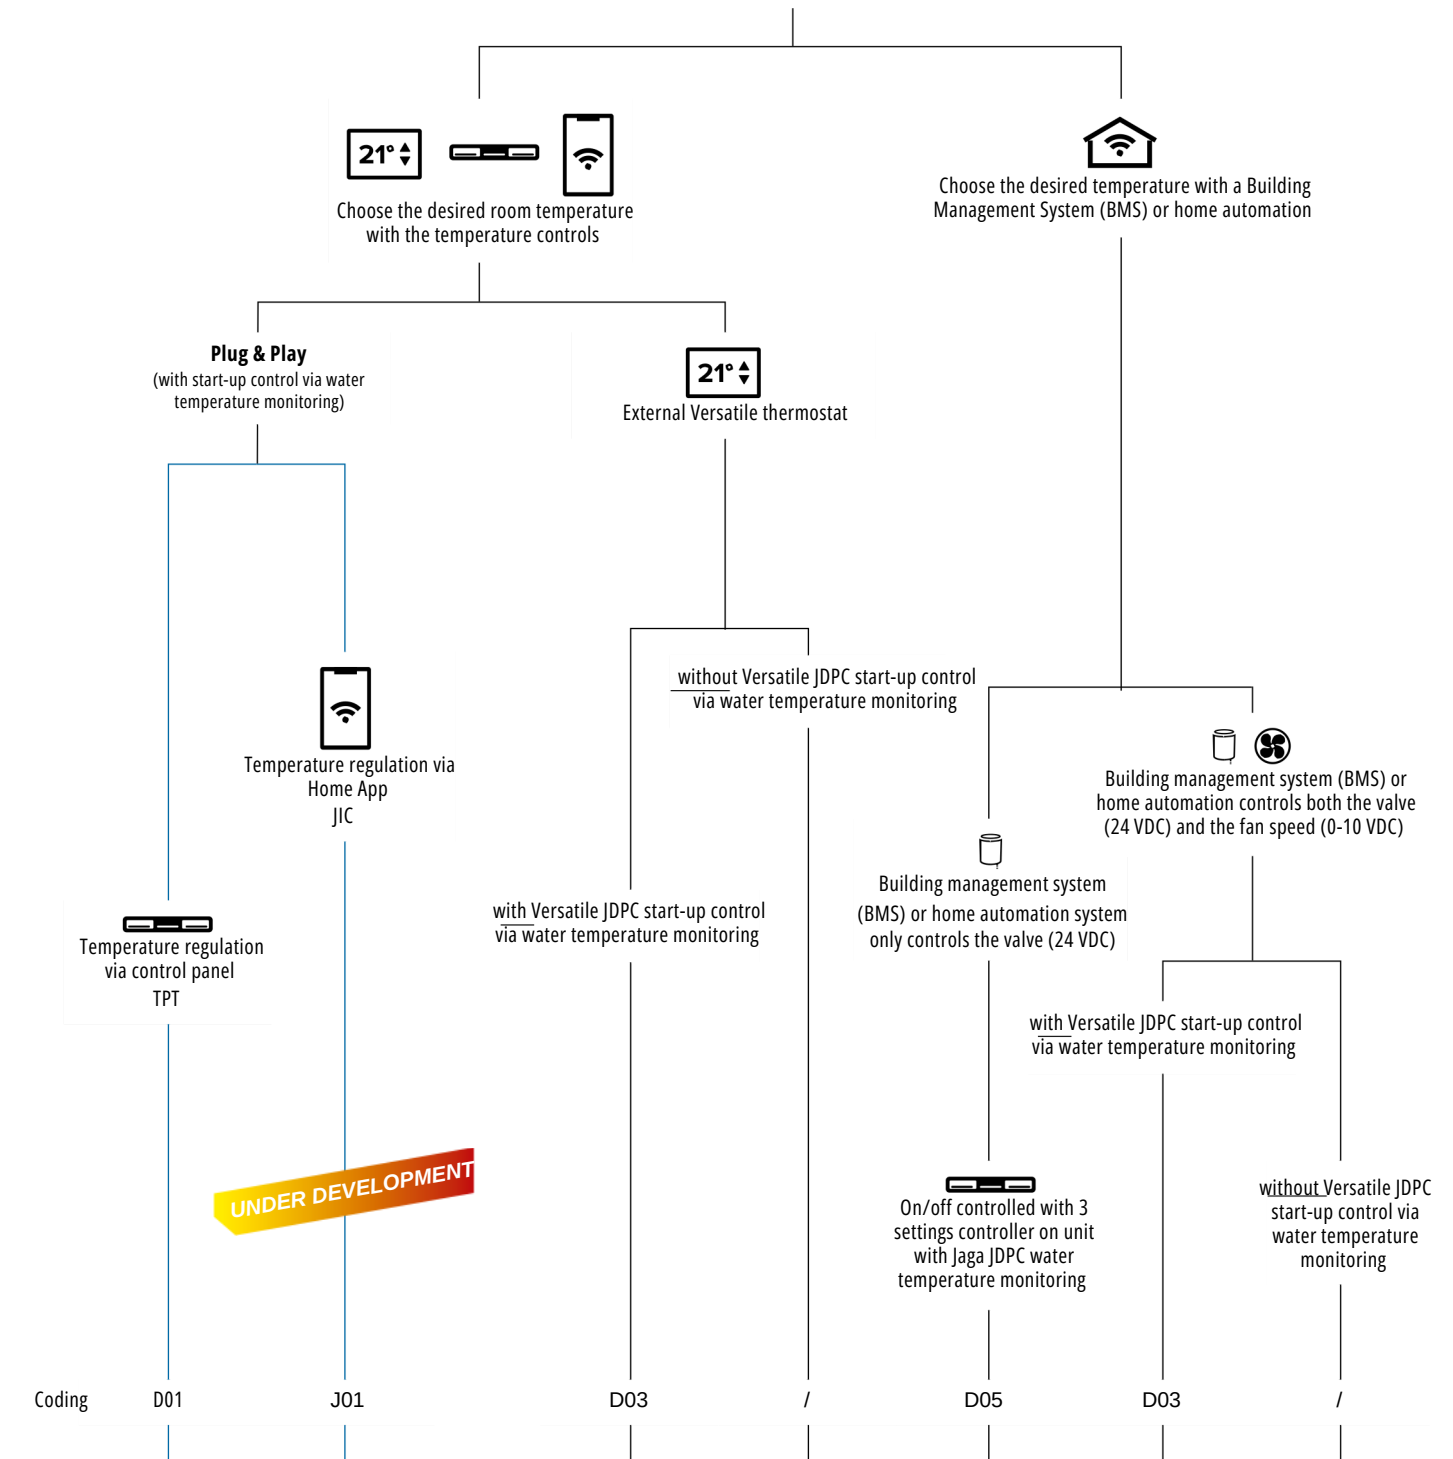 21°
Choose the desired room temperature
with the temperature controls
Choose the desired temperature with a Building
Management System (BMS) or home automation
Plug & Play
(with start-up control via water
temperature monitoring)
21°
External Versatile thermostat
without Versatile JDPC start-up control
via water temperature monitoring
Temperature regulation via
Home App
JIC
Building management system (BMS) or
home automation controls both the valve
(24 VDC) and the fan speed (0-10 VDC)
Building management system
(BMS) or home automation system
only controls the valve (24 VDC)
with Versatile JDPC start-up control
via water temperature monitoring
Temperature regulation
via control panel
TPT
with Versatile JDPC start-up control
via water temperature monitoring
UNDER DEVELOPMENT
On/off controlled with 3
settings controller on unit
with Jaga JDPC water
temperature monitoring
without Versatile JDPC
start-up control via
water temperature
monitoring
Coding D01 J01 D03 / D05 D03 /